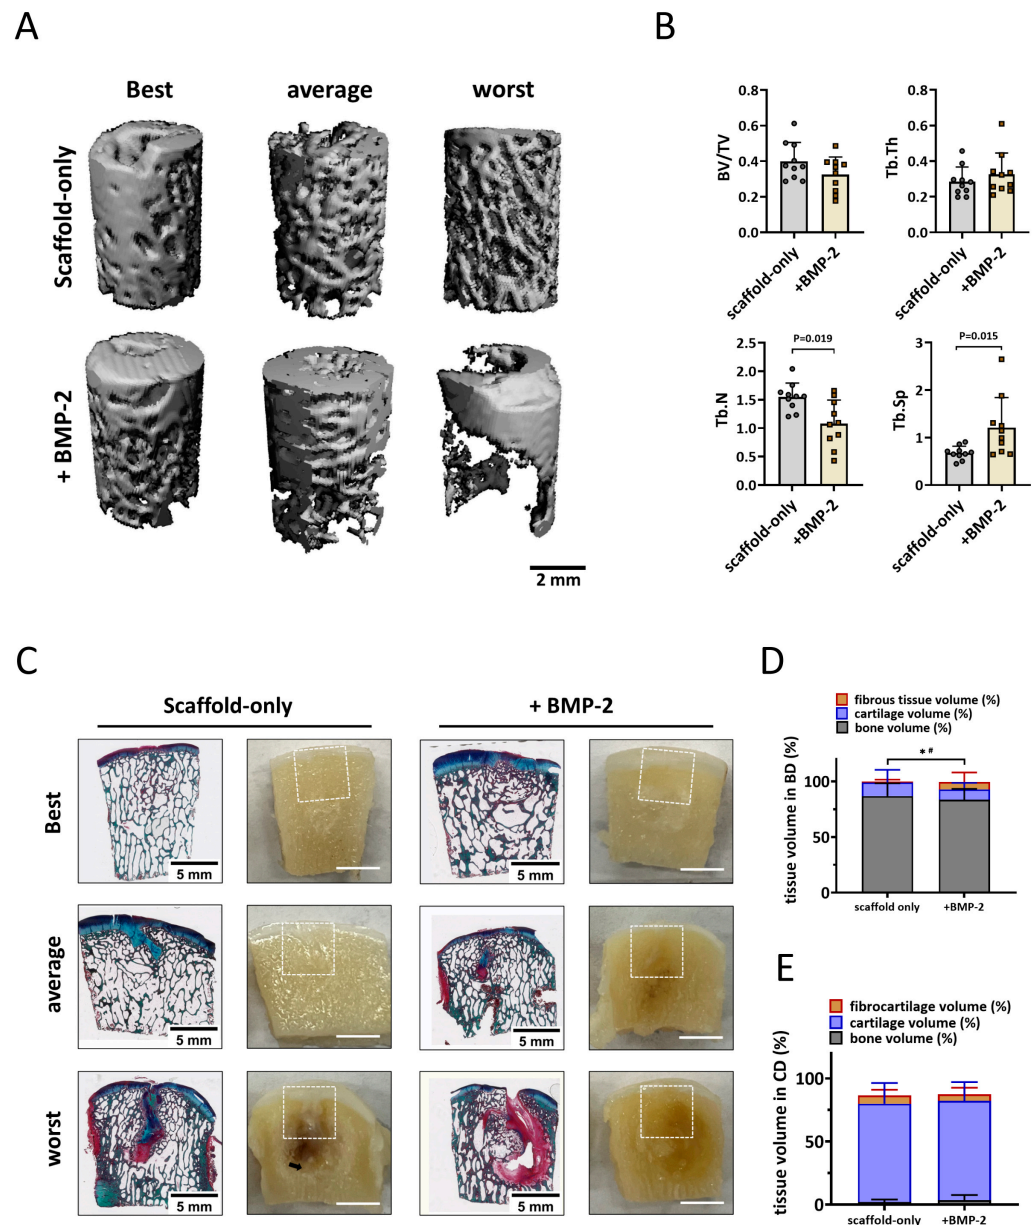 A
Best
average
worst
Scaffold-only
+ BMP-2
2 mm
B
BV/TV
0.8
0.6
0.4
0.2
0.0
scaffold-only
+BMP-2
Tb.Th
0.8
0.6
0.4
0.2
0.0
scaffold-only
+BMP-2
Tb.N
P=0.019
2.5
2.0
1.5
1.0
0.5
0.0
scaffold-only
+BMP-2
Tb.Sp
P=0.015
3
2
1
0
scaffold-only
+BMP-2
C
Scaffold-only
+ BMP-2
Best
5 mm
5 mm
average
5 mm
5 mm
worst
5 mm
5 mm
D
fibrous tissue volume (%)
cartilage volume (%)
bone volume (%)
tissue volume in BD (%)
* #
100
50
0
scaffold only
+BMP-2
E
fibrocartilage volume (%)
cartilage volume (%)
bone volume (%)
tissue volume in CD (%)
100
50
0
scaffold-only
+BMP-2